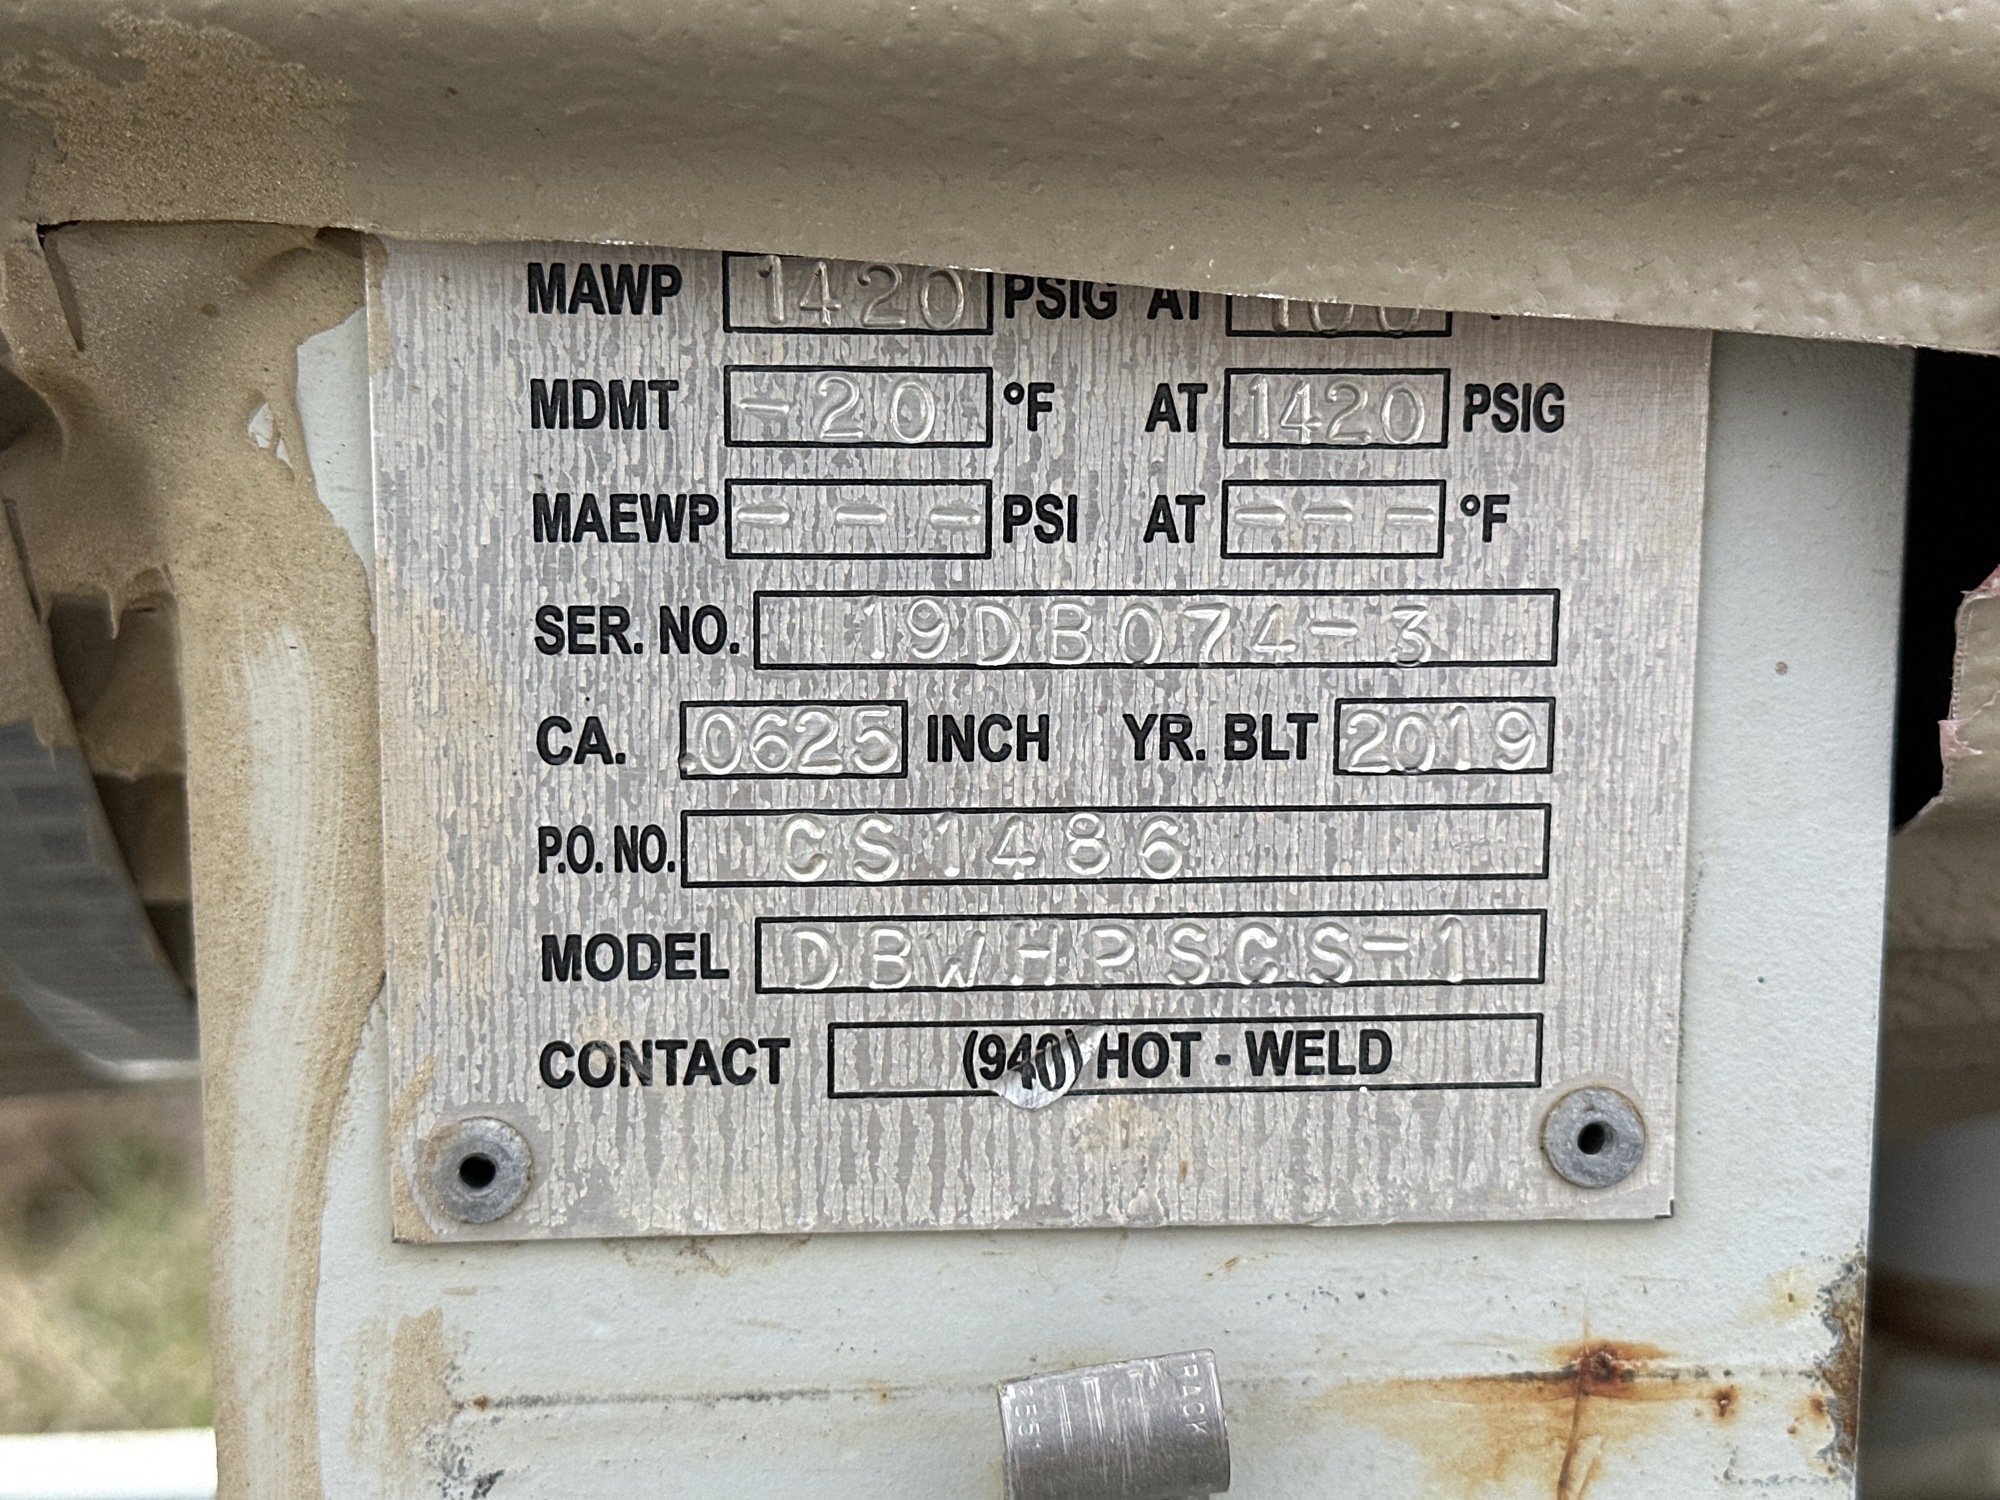 MAWP 1420 PSIG AT 100
MDMT -20 °F AT 1420 PSIG
MAEWP --- PSI AT --- °F
SER. NO. 19DB074-3
CA. .0625 INCH YR. BLT 2019
P.O. NO. CS1486
MODEL DBWHPSCS-1
CONTACT (940) HOT - WELD